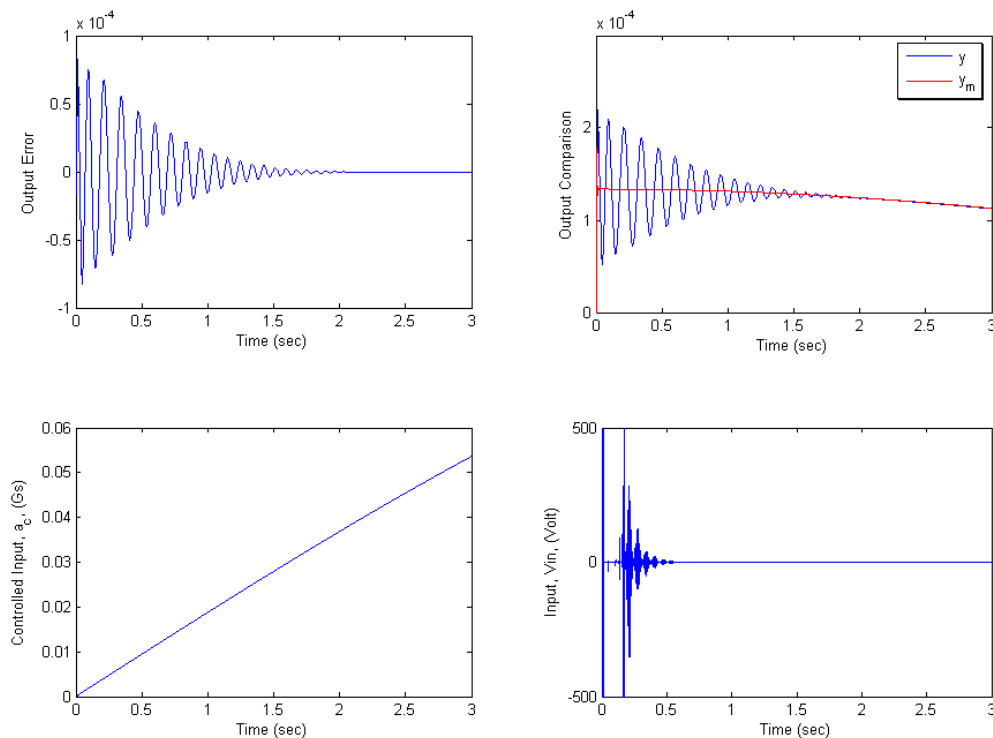 x 10^-4
1
0.5
0
-0.5
-1
Output Error
0 0.5 1 1.5 2 2.5 3
Time (sec)
x 10^-4
2
1
0
Output Comparison
y
y_m
0 0.5 1 1.5 2 2.5 3
Time (sec)
0.06
0.05
0.04
0.03
0.02
0.01
0
Controlled Input, a_c, (Gs)
0 0.5 1 1.5 2 2.5 3
Time (sec)
500
0
-500
Input, Vin, (Volt)
0 0.5 1 1.5 2 2.5 3
Time (sec)